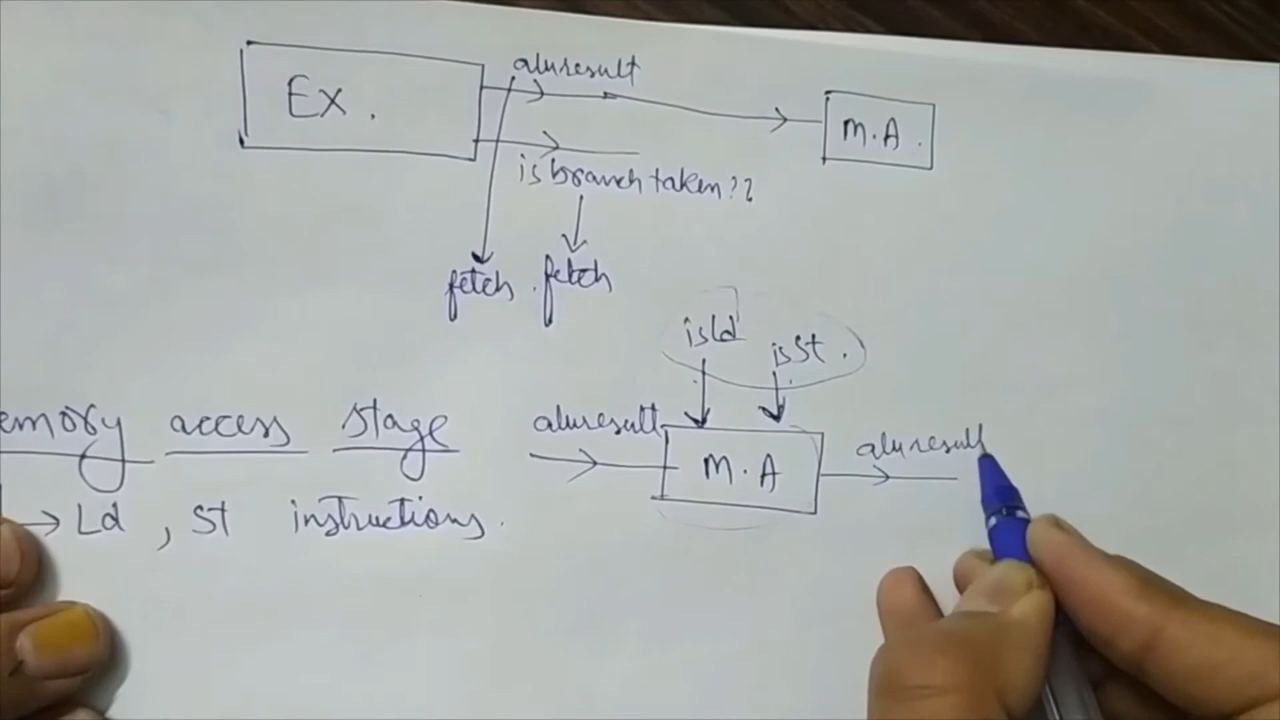 aluresult
Ex.
M.A.
is branch taken??
fetch. fetch
isLd isSt.
emory access stage
aluresult
M.A
aluresult
→ Ld, St instructions.